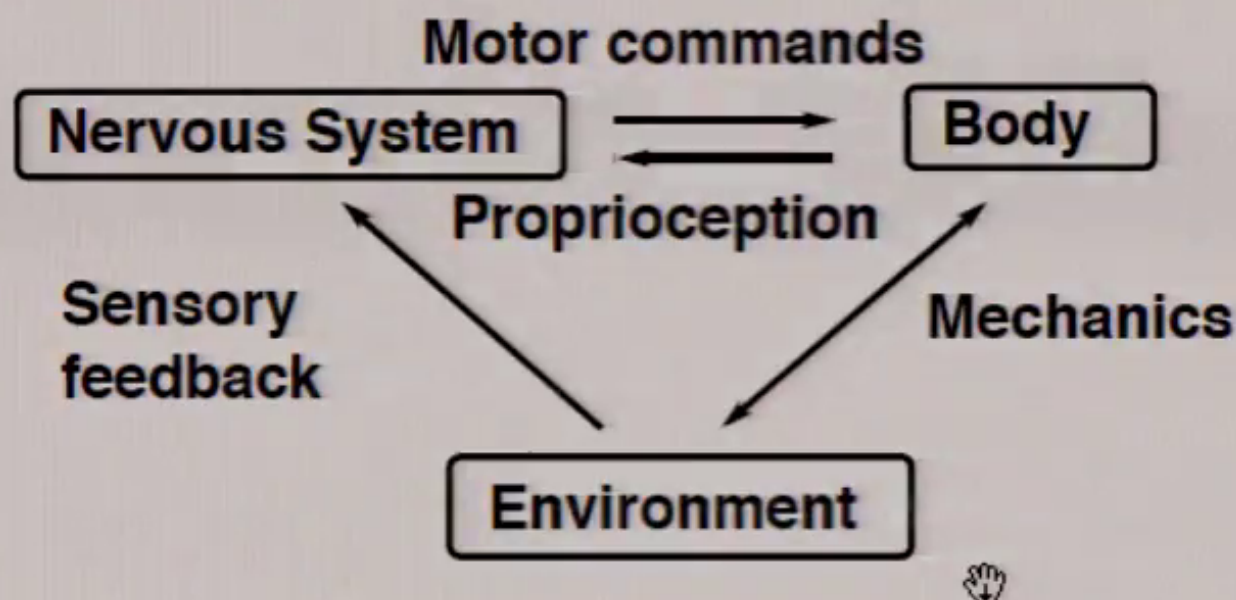 Motor commands
Nervous System
Body
Proprioception
Sensory
feedback
Mechanics
Environment